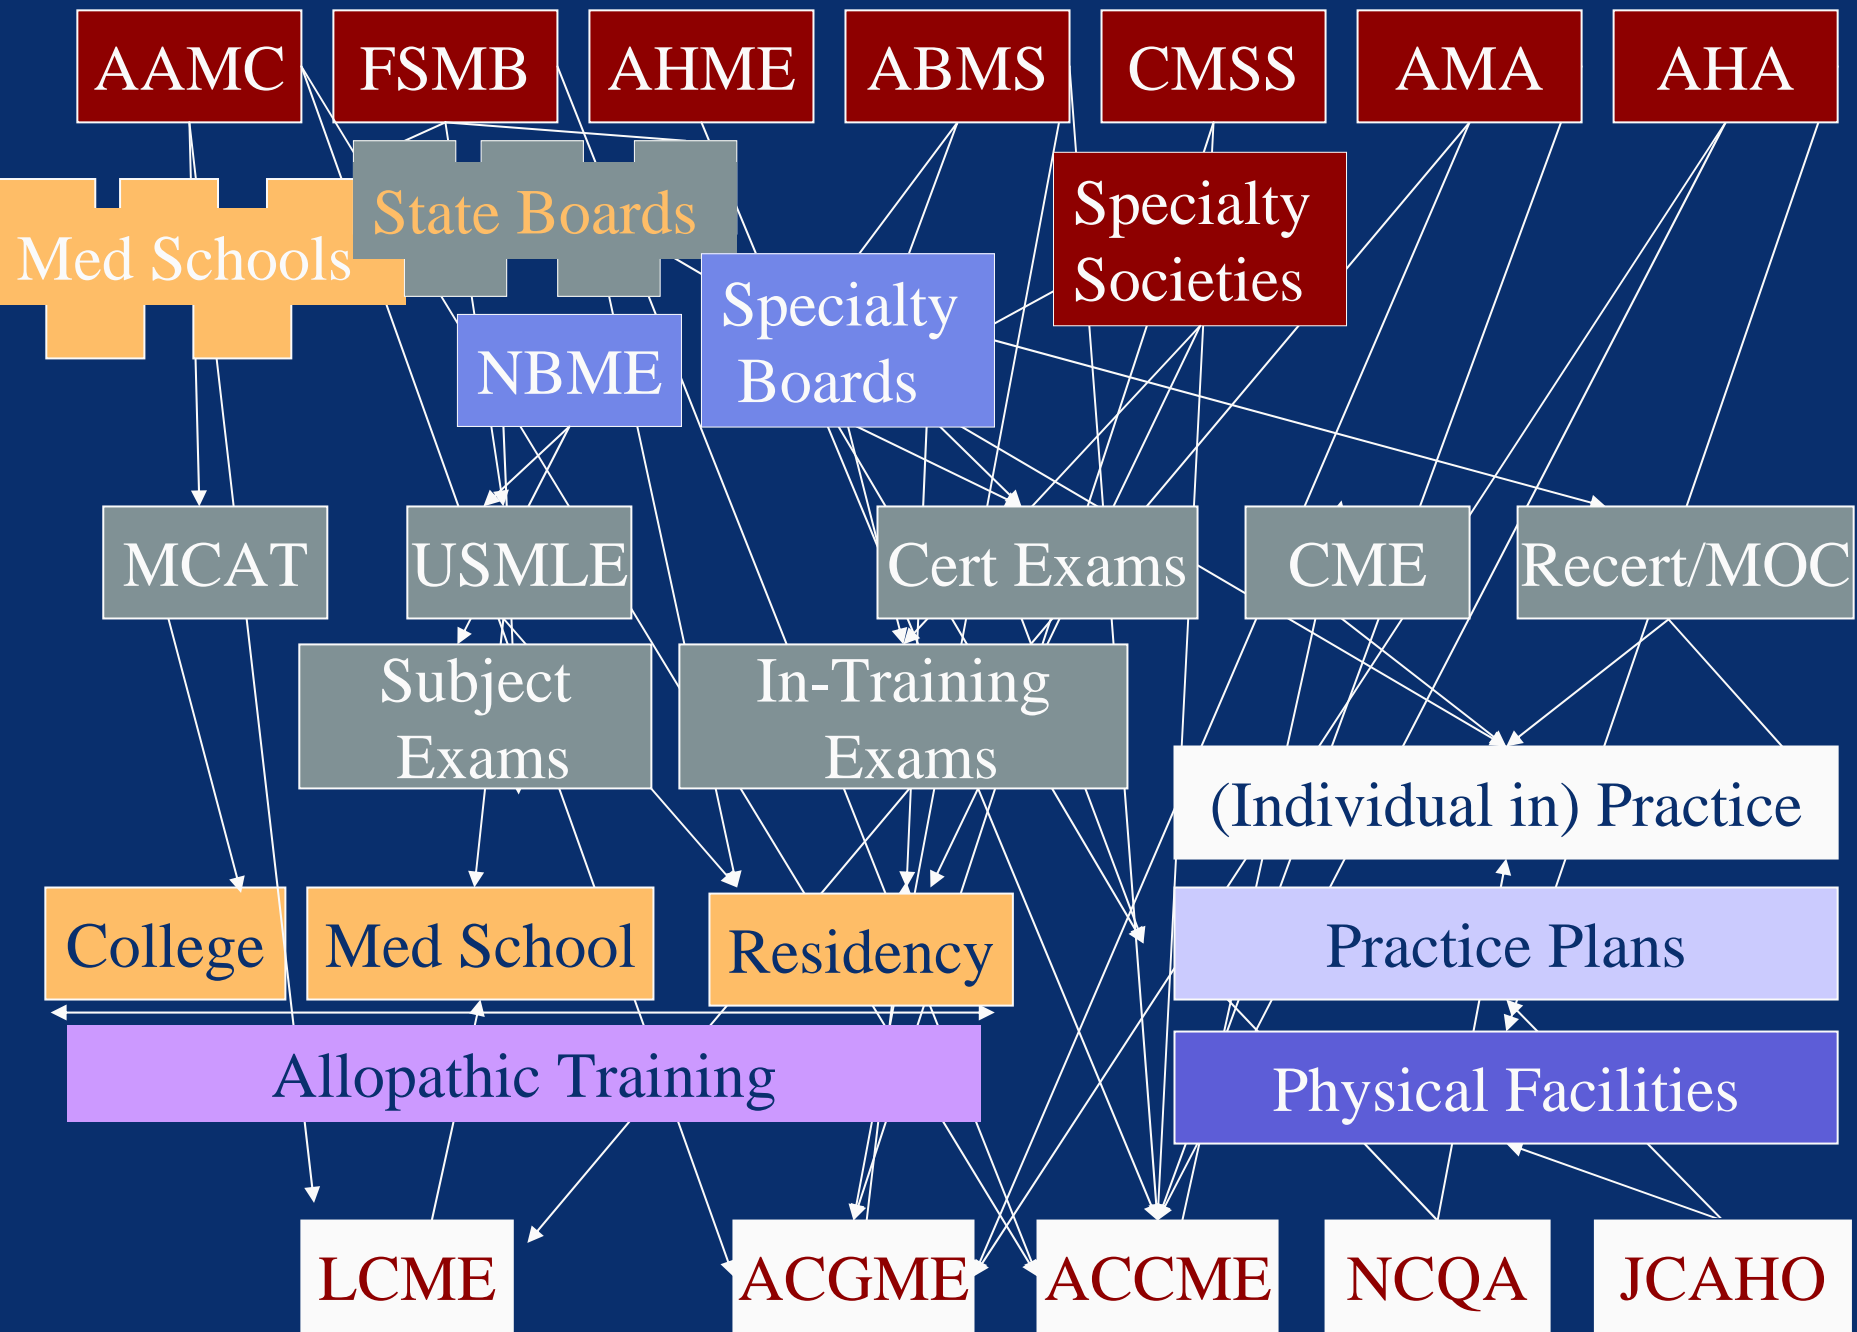 AAMC
FSMB
AHME
ABMS
CMSS
AMA
AHA
State Boards
Med Schools
Specialty
Societies
Specialty
Boards
NBME
MCAT
USMLE
Cert Exams
CME
Recert/MOC
Subject
Exams
In-Training
Exams
(Individual in) Practice
College
Med School
Residency
Practice Plans
Allopathic Training
Physical Facilities
LCME
ACGME
ACCME
NCQA
JCAHO